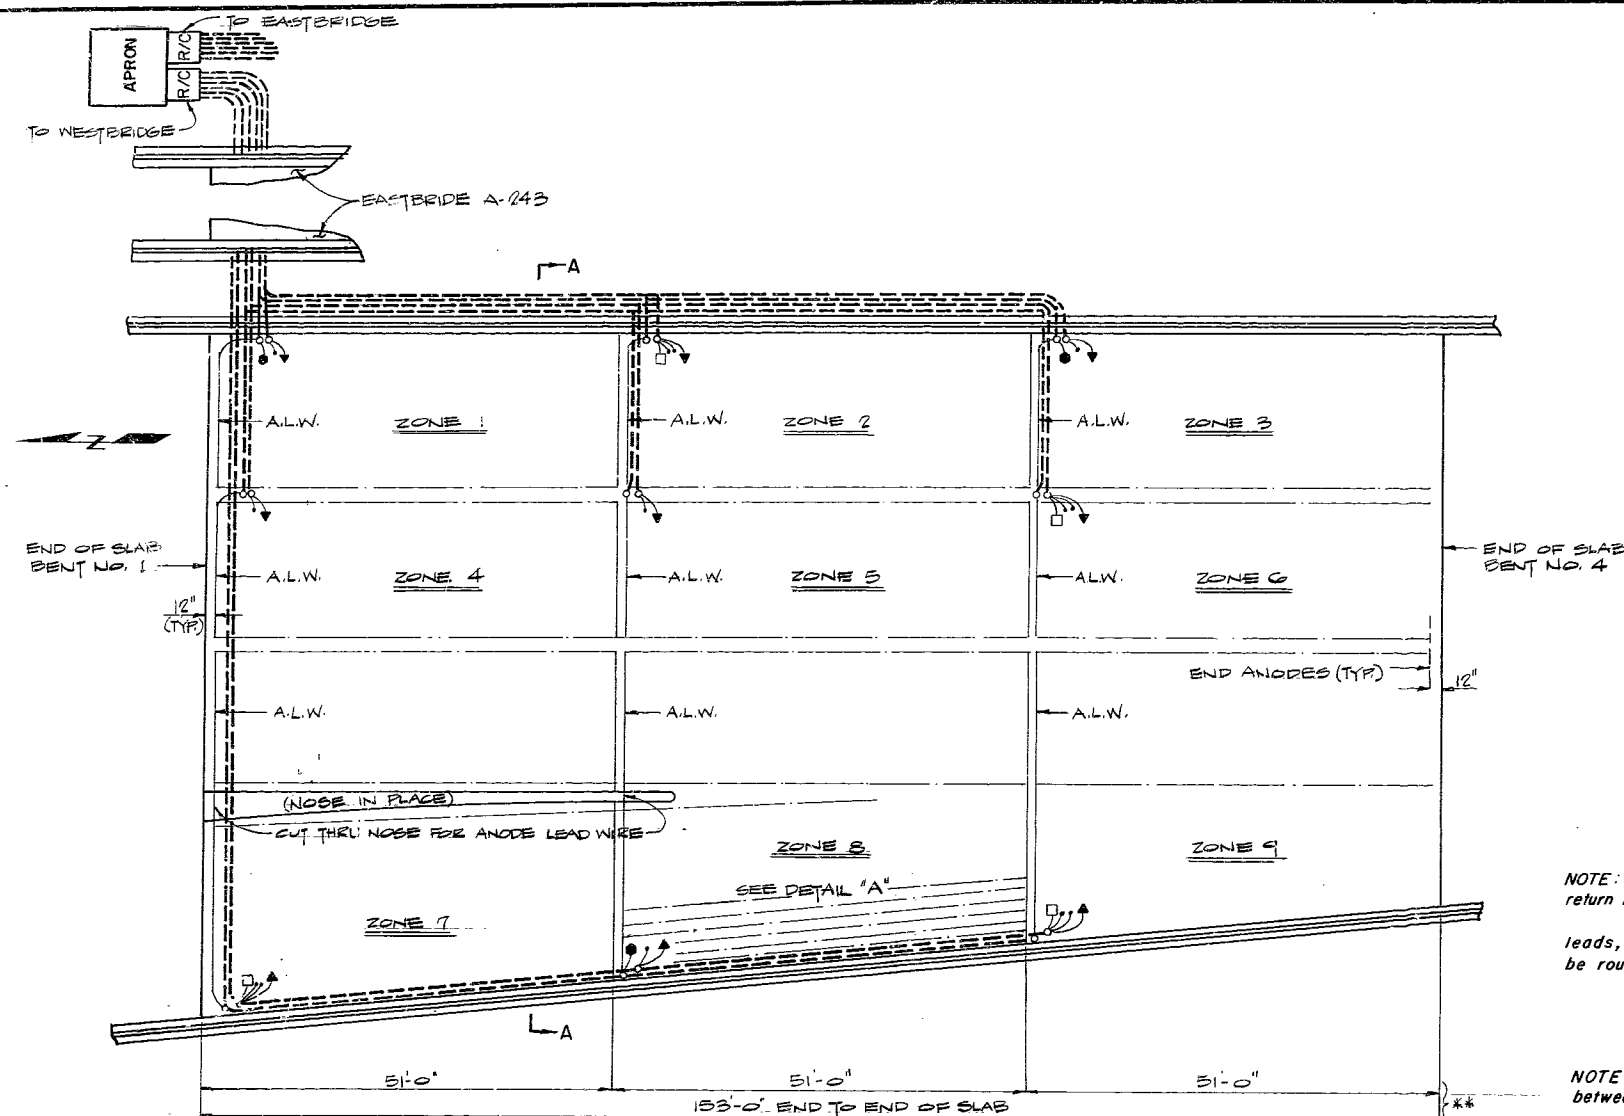 TO EASTBRIDGE
APRON
R/C
R/C
TO WESTBRIDGE
EASTBRIDE A-243
A
Z
A.L.W.
ZONE 1
A.L.W.
ZONE 2
A.L.W.
ZONE 3
END OF SLAB
BENT NO. 1
A.L.W.
ZONE 4
A.L.W.
ZONE 5
A.L.W.
ZONE 6
END OF SLAB
BENT NO. 4
12"
(TYP.)
END ANODES (TYP.)
12"
A.L.W.
A.L.W.
A.L.W.
(NOSE IN PLACE)
CUT THRU NOSE FOR ANODE LEAD WIRE
ZONE 8
ZONE 9
SEE DETAIL "A"
ZONE 7
NOTE:
return
leads,
be rou
A
51'-0"
51'-0"
51'-0"
153'-0" END TO END OF SLAB
**
NOTE
betwee